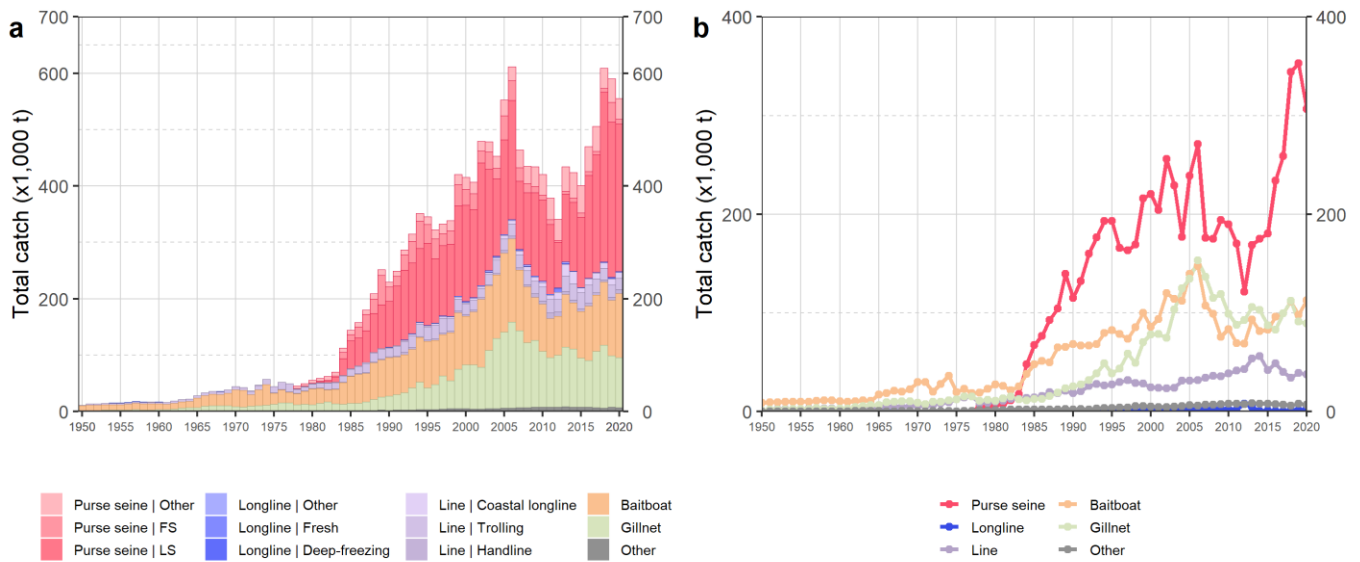 a
Total catch (x1,000 t)
700
600
400
200
0
700
600
400
200
0
1950 1955 1960 1965 1970 1975 1980 1985 1990 1995 2000 2005 2010 2015 2020
Purse seine | Other
Purse seine | FS
Purse seine | LS
Longline | Other
Longline | Fresh
Longline | Deep-freezing
Line | Coastal longline
Line | Trolling
Line | Handline
Baitboat
Gillnet
Other
b
Total catch (x1,000 t)
400
200
0
400
200
0
1950 1955 1960 1965 1970 1975 1980 1985 1990 1995 2000 2005 2010 2015 2020
Purse seine
Longline
Line
Baitboat
Gillnet
Other